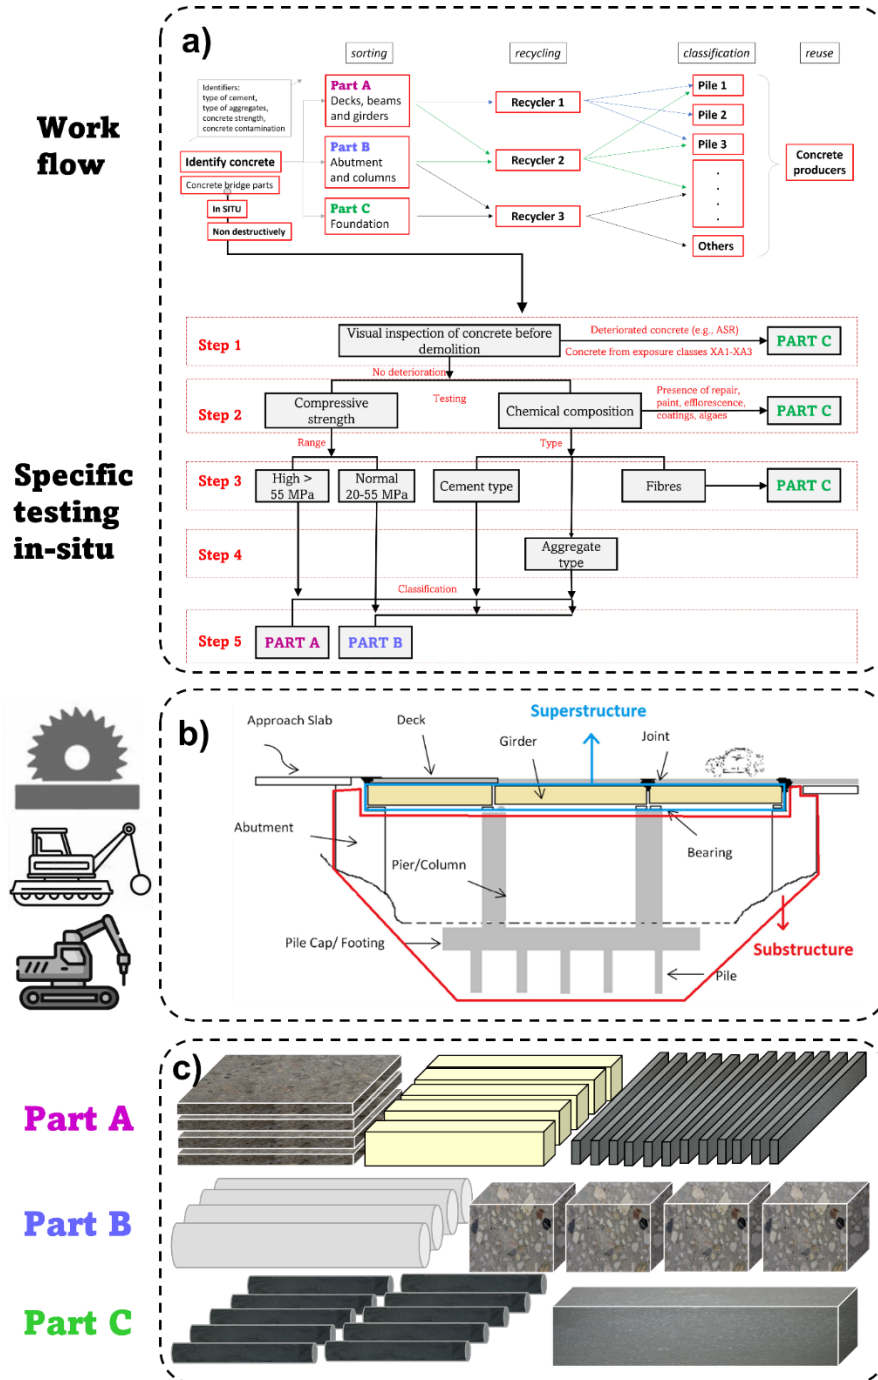 a)
sorting
recycling
classification
reuse
Work
flow
Identifiers:
type of cement,
type of aggregates,
concrete strength,
concrete contamination
Identify concrete
Concrete bridge parts
In SITU
Non destructively
Part A
Decks, beams
and girders
Part B
Abutment
and columns
Part C
Foundation
Recycler 1
Recycler 2
Recycler 3
Pile 1
Pile 2
Pile 3
.
.
.
.
Others
Concrete
producers
Specific
testing
in-situ
Step 1
Visual inspection of concrete before
demolition
Deteriorated concrete (e.g., ASR)
Concrete from exposure classes XA1-XA3
PART C
No deterioration
Step 2
Compressive
strength
Testing
Chemical composition
Presence of repair,
paint, efflorescence,
coatings, algaes
PART C
Range
Type
Step 3
High >
55 MPa
Normal
20-55 MPa
Cement type
Fibres
PART C
Step 4
Aggregate
type
Classification
Step 5
PART A
PART B
b)
Approach Slab
Deck
Superstructure
Girder
Joint
Abutment
Pier/Column
Bearing
Pile Cap/ Footing
Substructure
Pile
c)
Part A
Part B
Part C